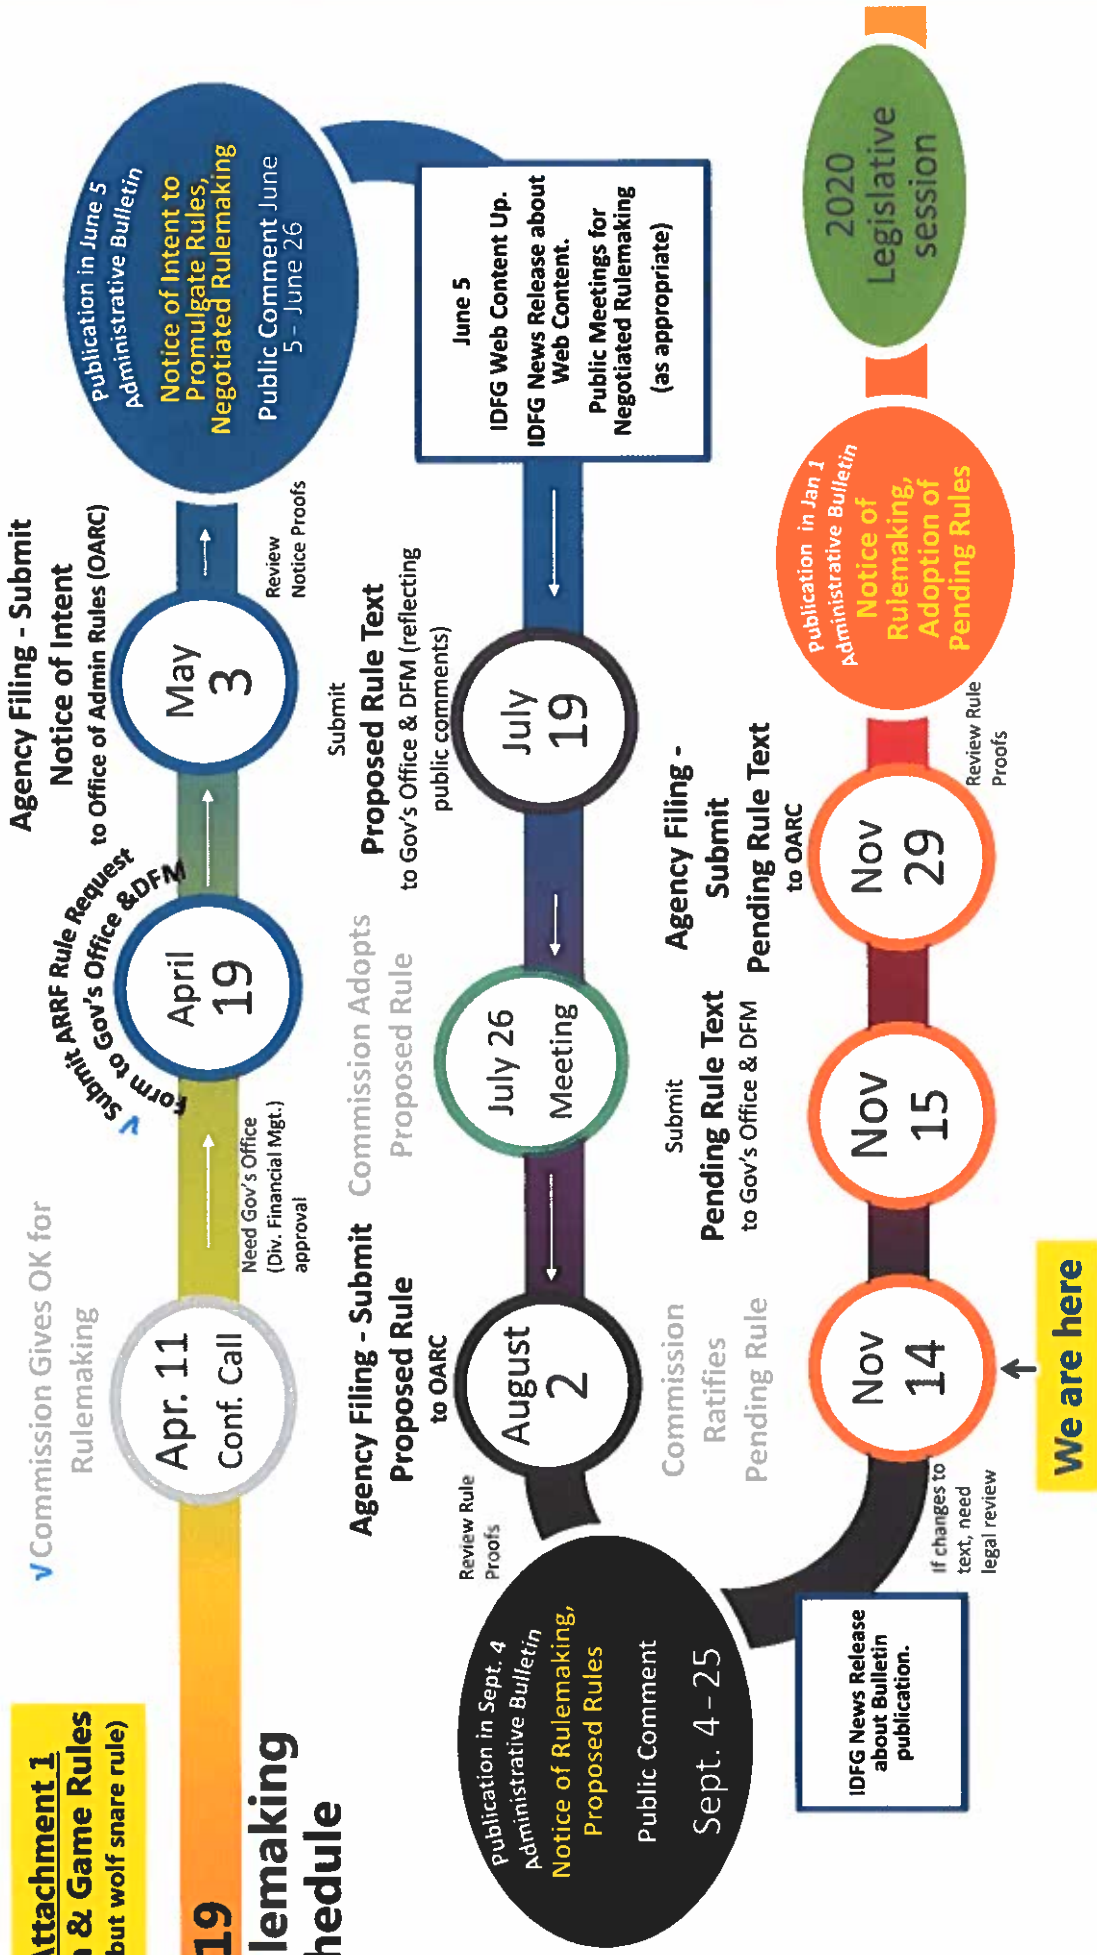 Attachment 1
& Game Rules
but wolf snare rule)
19
lemaking
hedule
√ Commission Gives OK for
Rulemaking
Apr. 11
Conf. Call
Need Gov's Office
(Div. Financial Mgt.)
approval
√ Submit ARRF Rule Request
Form to Gov's Office &DFM
April
19
Agency Filing - Submit
Notice of Intent
to Office of Admin Rules (OARC)
May
3
Review
Notice Proofs
Publication in June 5
Administrative Bulletin
Notice of Intent to
Promulgate Rules,
Negotiated Rulemaking
Public Comment June
5 - June 26
June 5
IDFG Web Content Up.
IDFG News Release about
Web Content.
Public Meetings for
Negotiated Rulemaking
(as appropriate)
Submit
Proposed Rule Text
to Gov's Office & DFM (reflecting
public comments)
July
19
Commission Adopts
Proposed Rule
July 26
Meeting
Agency Filing - Submit
Proposed Rule
to OARC
August
2
Review Rule
Proofs
Publication in Sept. 4
Administrative Bulletin
Notice of Rulemaking,
Proposed Rules
Public Comment
Sept. 4 - 25
IDFG News Release
about Bulletin
publication.
If changes to
text, need
legal review
Commission
Ratifies
Pending Rule
Nov
14
We are here
Submit
Pending Rule Text
to Gov's Office & DFM
Nov
15
Agency Filing -
Submit
Pending Rule Text
to OARC
Nov
29
Review Rule
Proofs
Publication in Jan 1
Administrative Bulletin
Notice of
Rulemaking,
Adoption of
Pending Rules
2020
Legislative
session